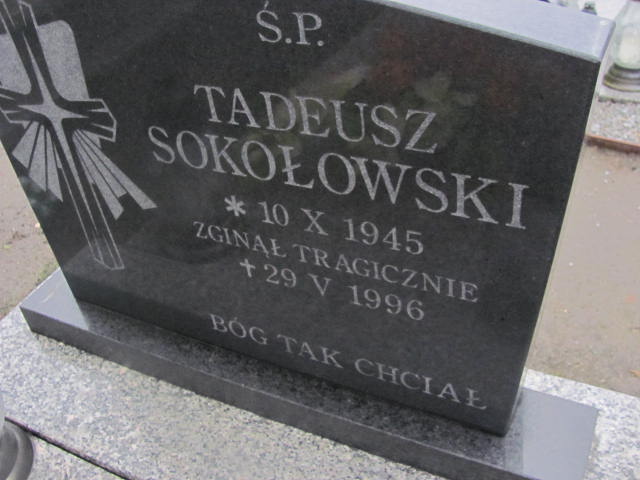 Ś.P.
TADEUSZ
SOKOŁOWSKI
* 10 X 1945
ZGINĄŁ TRAGICZNIE
✝ 29 V 1996
BÓG TAK CHCIAŁ